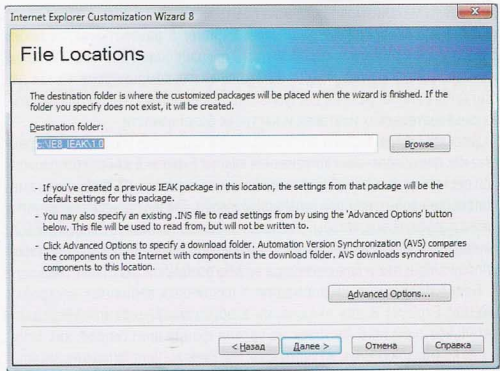 Internet Explorer Customization Wizard 8
File Locations
The destination folder is where the customized packages will be placed when the wizard is finished. If the
folder you specify does not exist, it will be created.
Destination folder:
c:\IE8_IEAK\1.0
Browse
- If you've created a previous IEAK package in this location, the settings from that package will be the
default settings for this package.
- You may also specify an existing .INS file to read settings from by using the 'Advanced Options' button
below. This file will be used to read from, but will not be written to.
- Click Advanced Options to specify a download folder. Automation Version Synchronization (AVS) compares
the components on the Internet with components in the download folder. AVS downloads synchronized
components to this location.
Advanced Options...
< Назад
Далее >
Отмена
Справка